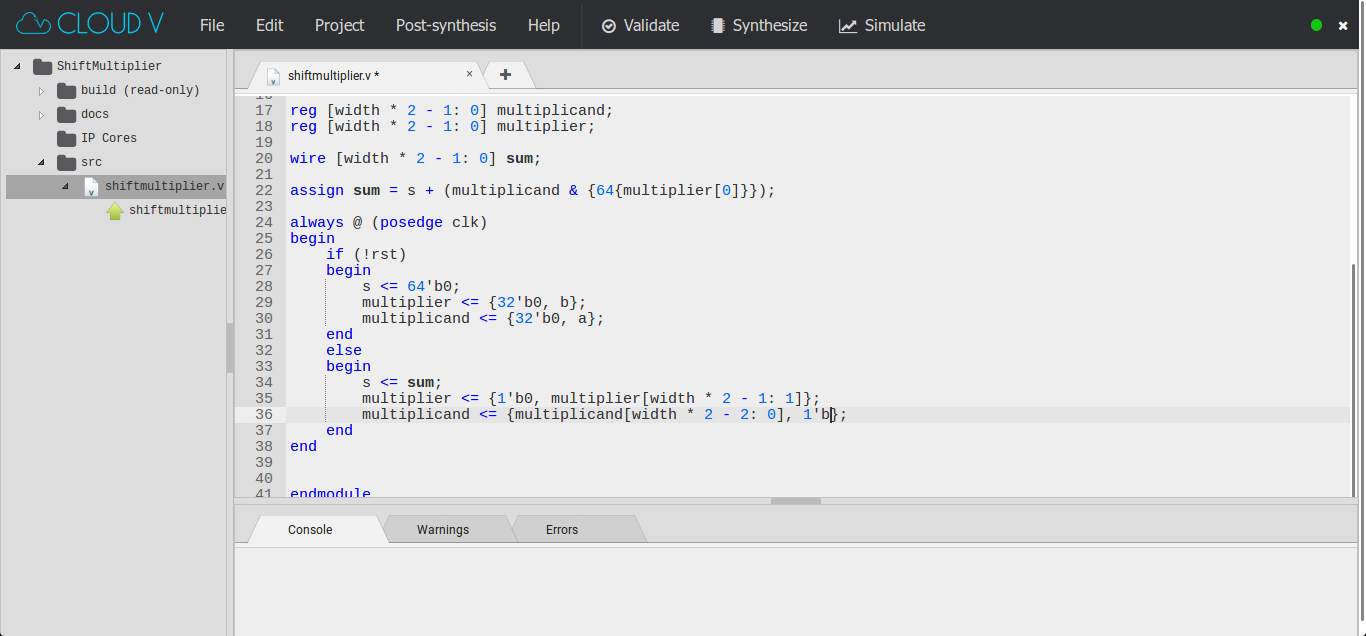 CLOUD V File Edit Project Post-synthesis Help Validate Synthesize Simulate
ShiftMultiplier
build (read-only)
docs
IP Cores
src
shiftmultiplier.v
shiftmultiplie
shiftmultiplier.v *
16
17 reg [width * 2 - 1: 0] multiplicand;
18 reg [width * 2 - 1: 0] multiplier;
19
20 wire [width * 2 - 1: 0] sum;
21
22 assign sum = s + (multiplicand & {64{multiplier[0]}});
23
24 always @ (posedge clk)
25 begin
26 if (!rst)
27 begin
28 s <= 64'b0;
29 multiplier <= {32'b0, b};
30 multiplicand <= {32'b0, a};
31 end
32 else
33 begin
34 s <= sum;
35 multiplier <= {1'b0, multiplier[width * 2 - 1: 1]};
36 multiplicand <= {multiplicand[width * 2 - 2: 0], 1'b};
37 end
38 end
39
40
41 endmodule
Console Warnings Errors